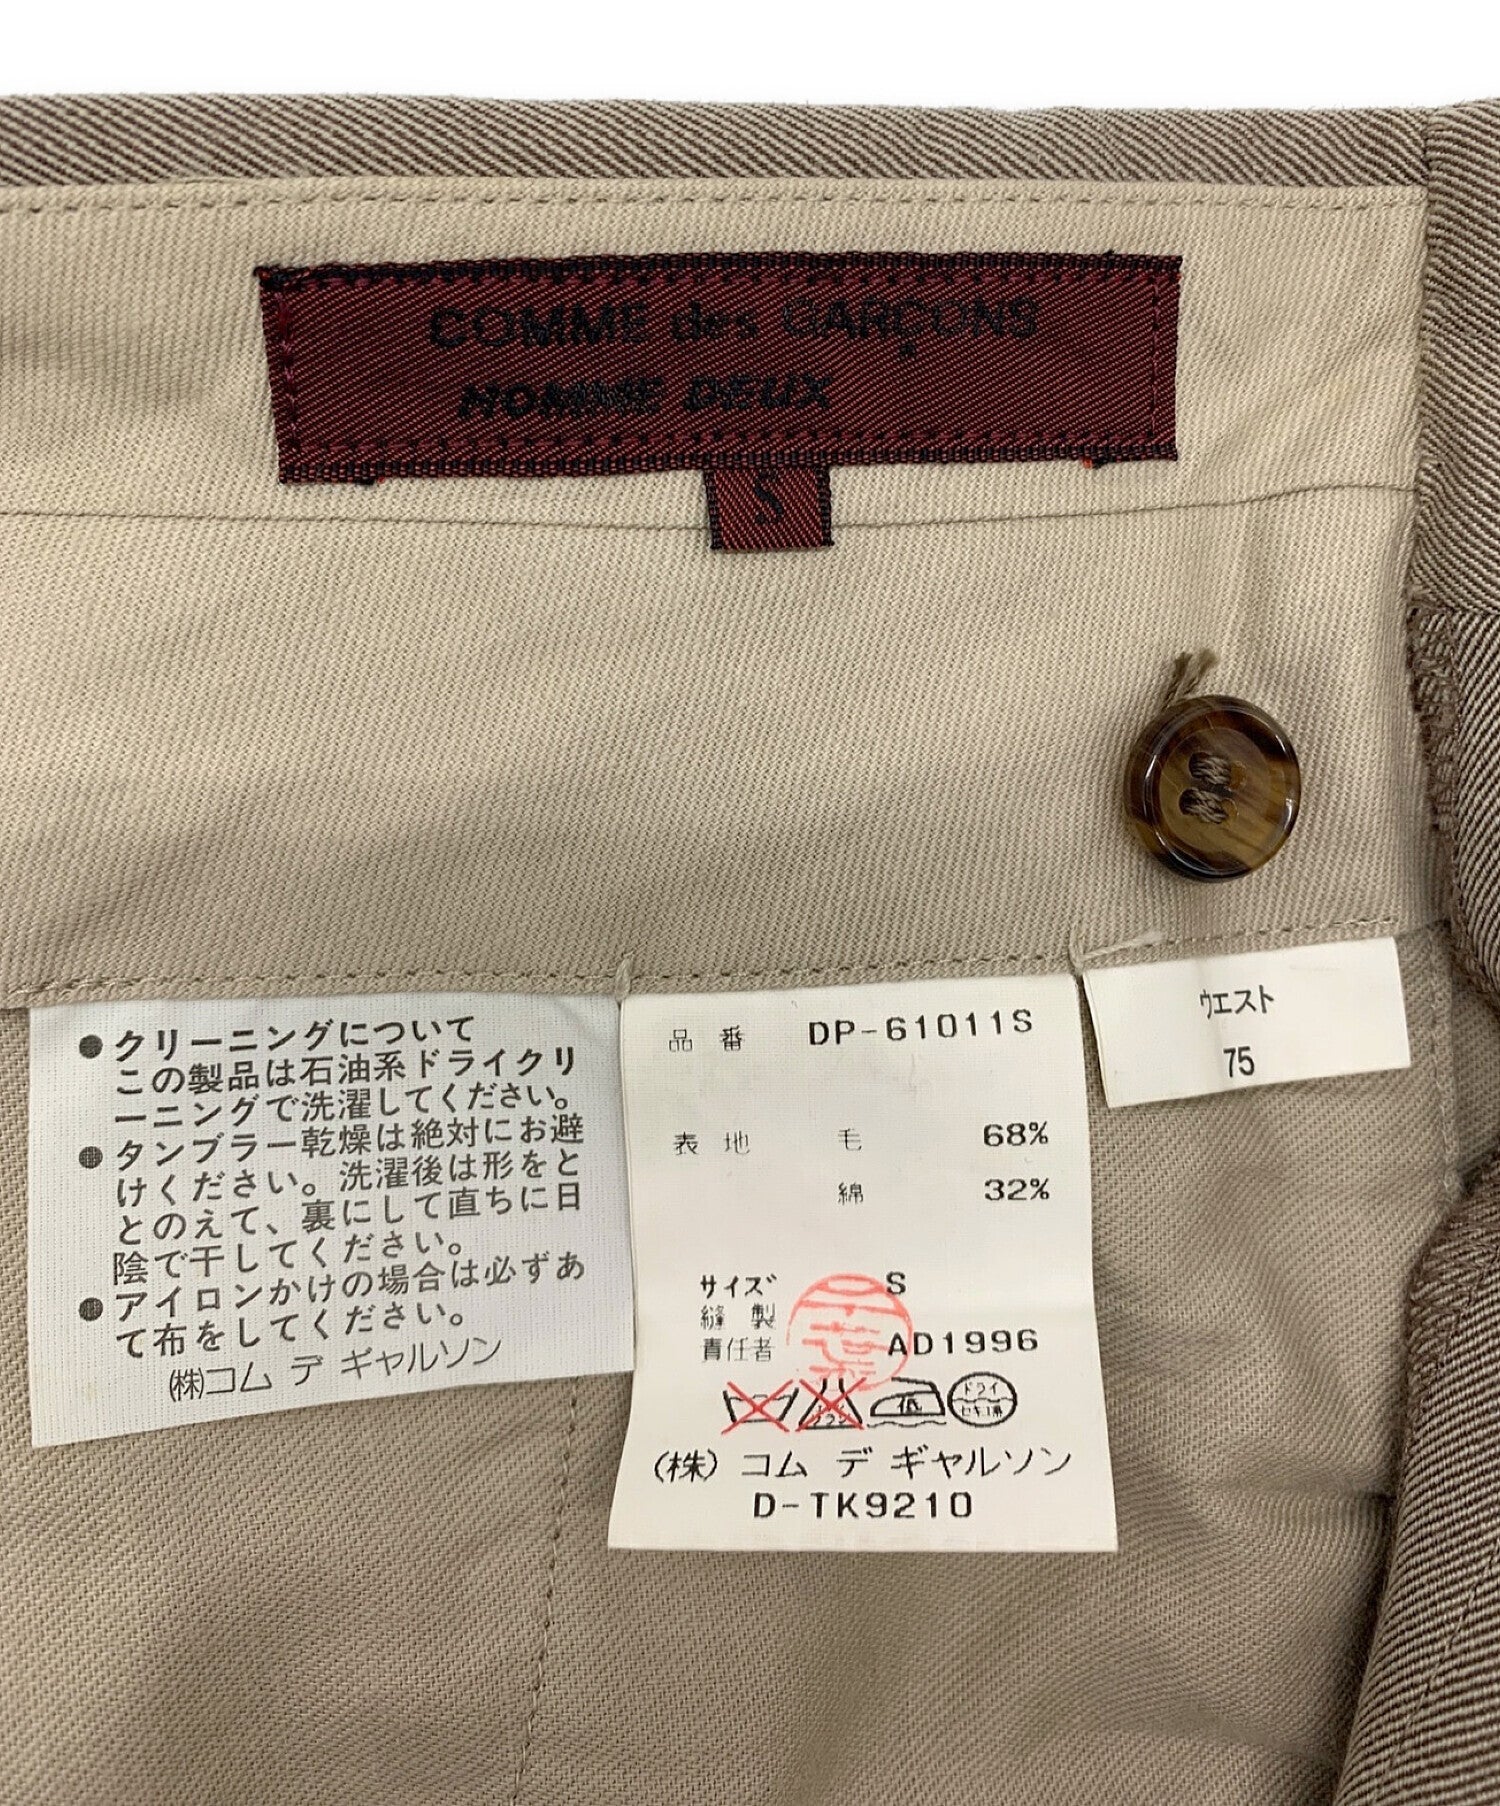 COMME des GARÇONS
HOMME DEUX
S
●クリーニングについて
この製品は石油系ドライクリ
ーニングで洗濯してください。
●タンブラー乾燥は絶対にお避
けください。洗濯後は形をと
とのえて、裏にして直ちに日
陰で干してください。
●アイロンかけの場合は必ずあ
て布をしてください。
㈱コム デ ギャルソン
品番 DP-61011S
表地 毛 68%
綿 32%
サイズ S
縫製
責任者 AD1996
低
ドライ
セキユ系
(株) コム デ ギャルソン
D-TK9210
ウエスト
75